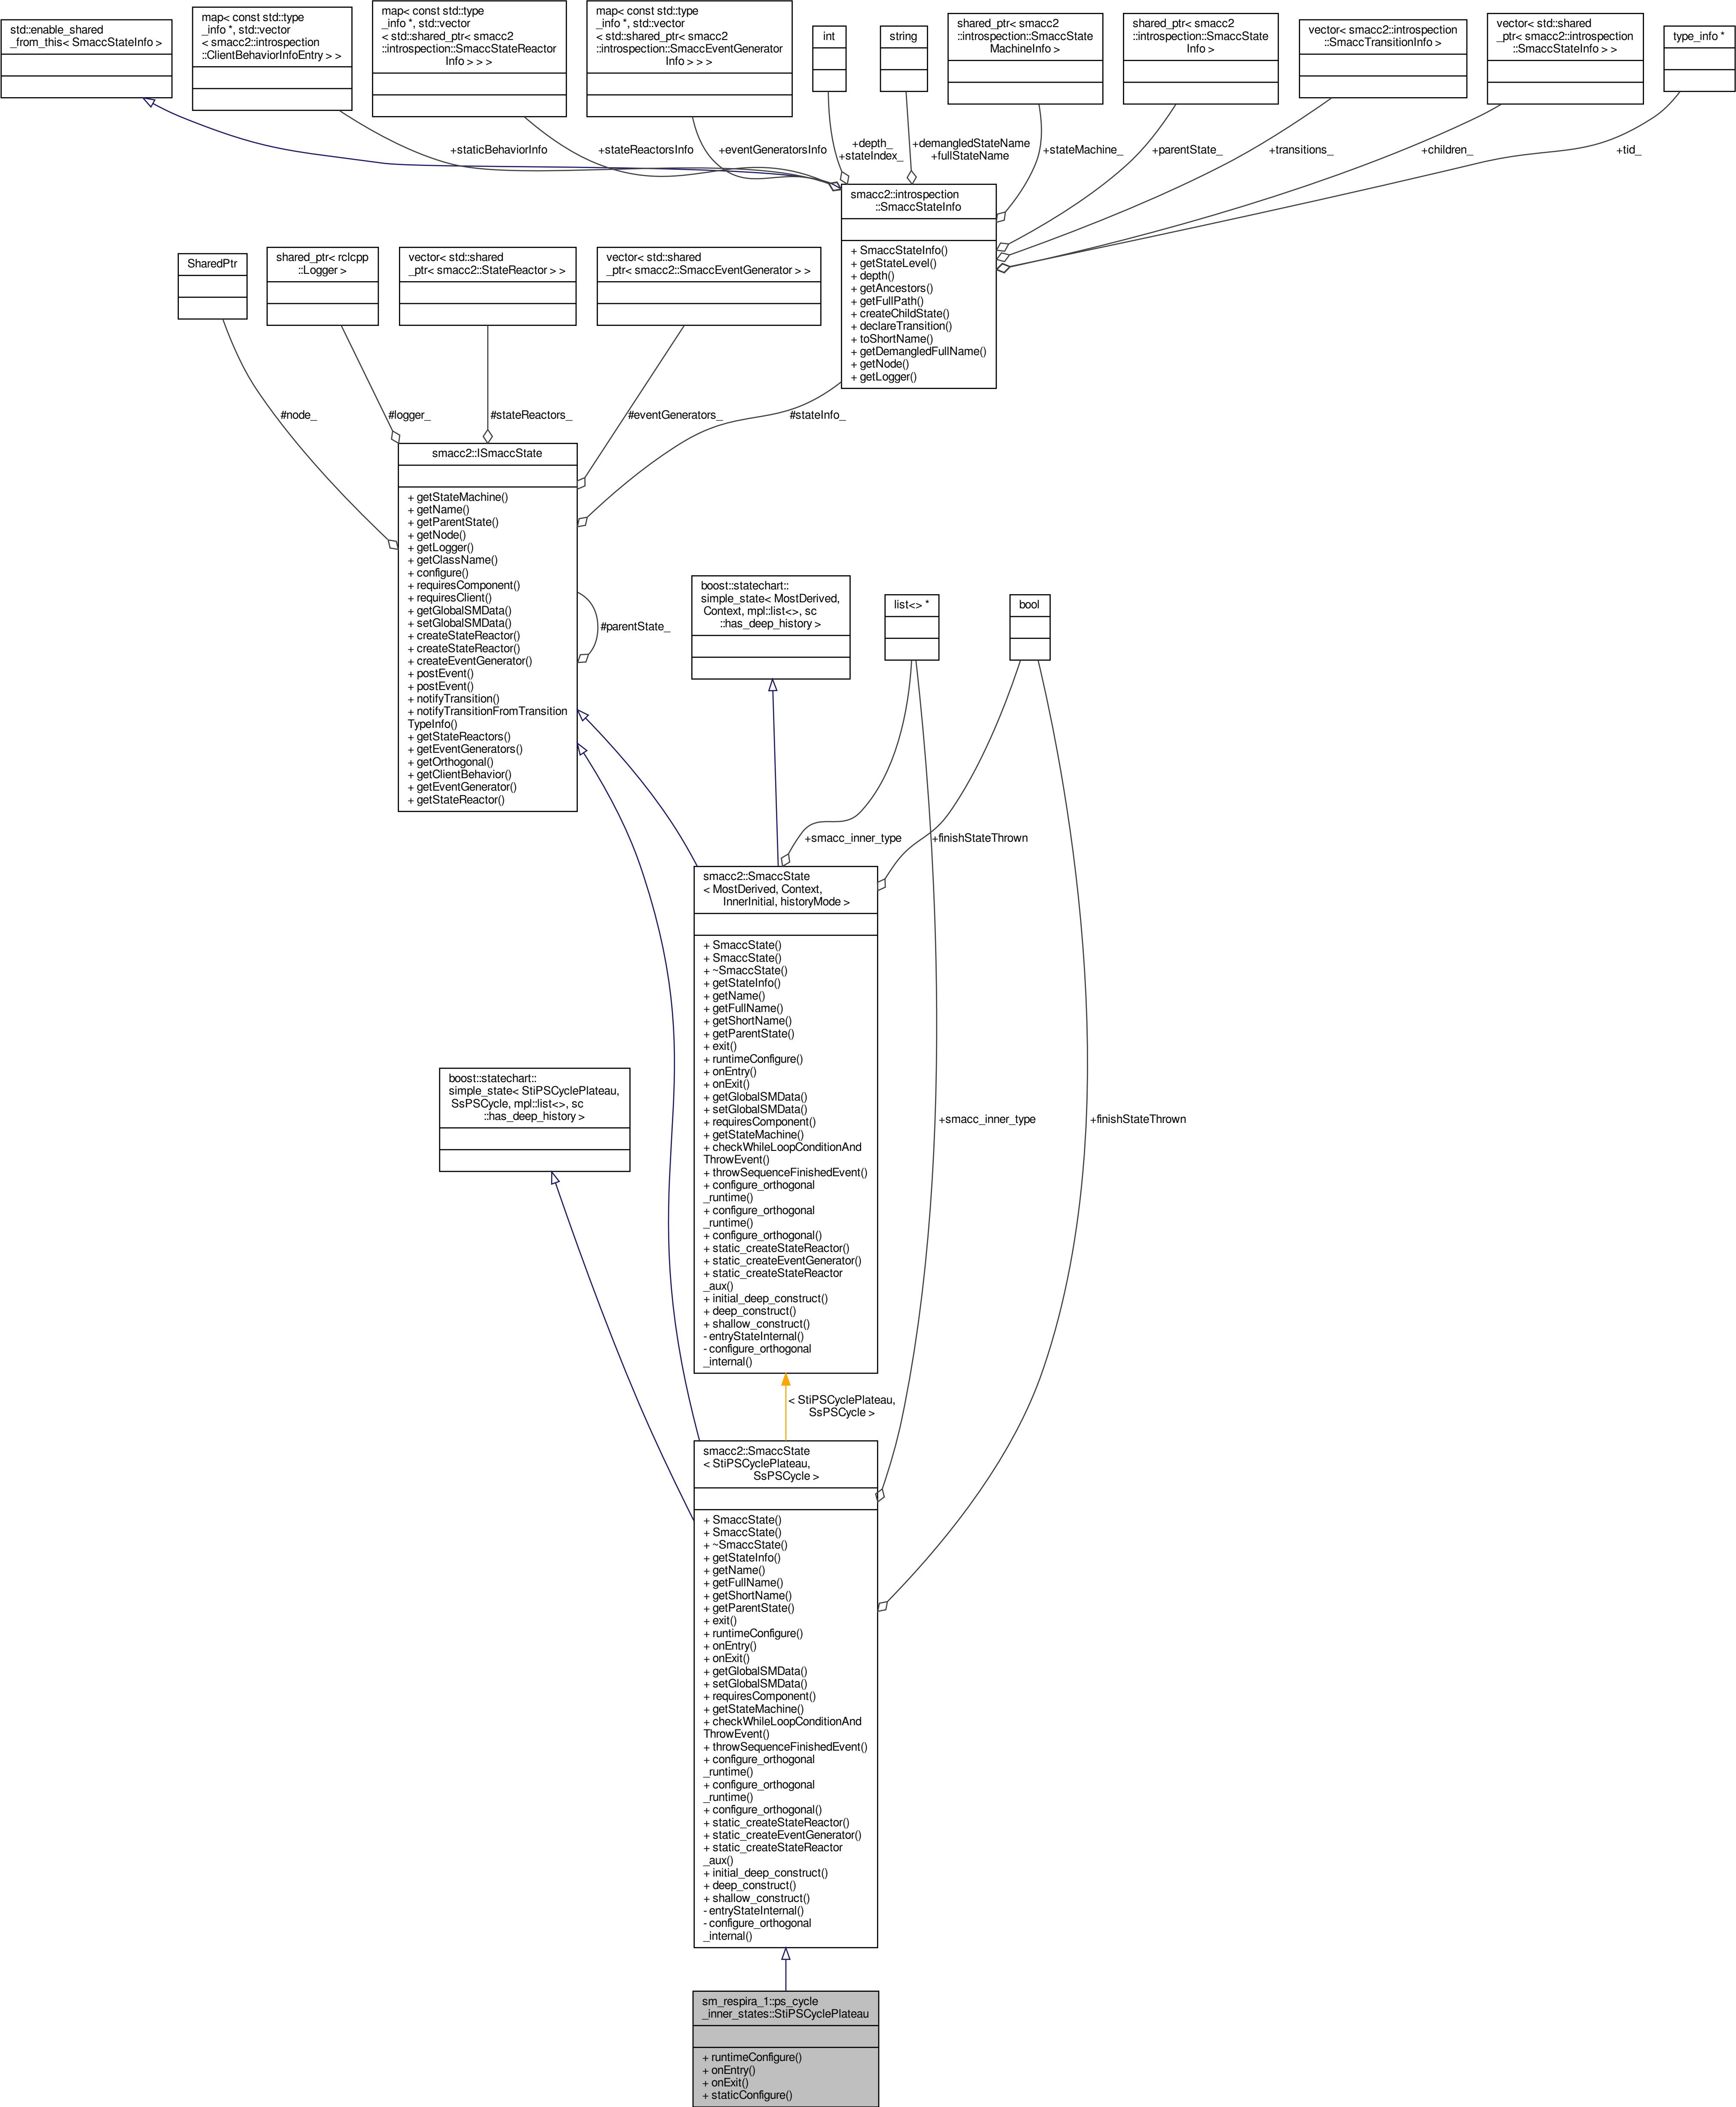 std::enable_shared
_from_this< SmaccStateInfo >
map< const std::type
_info *, std::vector
< smacc2::introspection
::ClientBehaviorInfoEntry > >
map< const std::type
_info *, std::vector
< std::shared_ptr< smacc2
::introspection::SmaccStateReactor
Info > > >
map< const std::type
_info *, std::vector
< std::shared_ptr< smacc2
::introspection::SmaccEventGenerator
Info > > >
int
string
shared_ptr< smacc2
::introspection::SmaccState
MachineInfo >
shared_ptr< smacc2
::introspection::SmaccState
Info >
vector< smacc2::introspection
::SmaccTransitionInfo >
vector< std::shared
_ptr< smacc2::introspection
::SmaccStateInfo > >
type_info *
+staticBehaviorInfo
+stateReactorsInfo
+eventGeneratorsInfo
+depth_
+stateIndex_
+demangledStateName
+fullStateName
+stateMachine_
+parentState_
+transitions_
+children_
+tid_
smacc2::introspection
::SmaccStateInfo
+ SmaccStateInfo()
+ getStateLevel()
+ depth()
+ getAncestors()
+ getFullPath()
+ createChildState()
+ declareTransition()
+ toShortName()
+ getDemangledFullName()
+ getNode()
+ getLogger()
SharedPtr
shared_ptr< rclcpp
::Logger >
vector< std::shared
_ptr< smacc2::StateReactor > >
vector< std::shared
_ptr< smacc2::SmaccEventGenerator > >
#node_
#logger_
#stateReactors_
#eventGenerators_
#stateInfo_
smacc2::ISmaccState
+ getStateMachine()
+ getName()
+ getParentState()
+ getNode()
+ getLogger()
+ getClassName()
+ configure()
+ requiresComponent()
+ requiresClient()
+ getGlobalSMData()
+ setGlobalSMData()
+ createStateReactor()
+ createStateReactor()
+ createEventGenerator()
+ postEvent()
+ postEvent()
+ notifyTransition()
+ notifyTransitionFromTransition
TypeInfo()
+ getStateReactors()
+ getEventGenerators()
+ getOrthogonal()
+ getClientBehavior()
+ getEventGenerator()
+ getStateReactor()
#parentState_
boost::statechart::
simple_state< MostDerived,
Context, mpl::list<>, sc
::has_deep_history >
list<> *
bool
+smacc_inner_type
+finishStateThrown
smacc2::SmaccState
< MostDerived, Context,
InnerInitial, historyMode >
+ SmaccState()
+ SmaccState()
+ ~SmaccState()
+ getStateInfo()
+ getName()
+ getFullName()
+ getShortName()
+ getParentState()
+ exit()
+ runtimeConfigure()
+ onEntry()
+ onExit()
+ getGlobalSMData()
+ setGlobalSMData()
+ requiresComponent()
+ getStateMachine()
+ checkWhileLoopConditionAnd
ThrowEvent()
+ throwSequenceFinishedEvent()
+ configure_orthogonal
_runtime()
+ configure_orthogonal
_runtime()
+ configure_orthogonal()
+ static_createStateReactor()
+ static_createEventGenerator()
+ static_createStateReactor
_aux()
+ initial_deep_construct()
+ deep_construct()
+ shallow_construct()
- entryStateInternal()
- configure_orthogonal
_internal()
boost::statechart::
simple_state< StiPSCyclePlateau,
SsPSCycle, mpl::list<>, sc
::has_deep_history >
+smacc_inner_type
+finishStateThrown
< StiPSCyclePlateau,
SsPSCycle >
smacc2::SmaccState
< StiPSCyclePlateau,
SsPSCycle >
+ SmaccState()
+ SmaccState()
+ ~SmaccState()
+ getStateInfo()
+ getName()
+ getFullName()
+ getShortName()
+ getParentState()
+ exit()
+ runtimeConfigure()
+ onEntry()
+ onExit()
+ getGlobalSMData()
+ setGlobalSMData()
+ requiresComponent()
+ getStateMachine()
+ checkWhileLoopConditionAnd
ThrowEvent()
+ throwSequenceFinishedEvent()
+ configure_orthogonal
_runtime()
+ configure_orthogonal
_runtime()
+ configure_orthogonal()
+ static_createStateReactor()
+ static_createEventGenerator()
+ static_createStateReactor
_aux()
+ initial_deep_construct()
+ deep_construct()
+ shallow_construct()
- entryStateInternal()
- configure_orthogonal
_internal()
sm_respira_1::ps_cycle
_inner_states::StiPSCyclePlateau
+ runtimeConfigure()
+ onEntry()
+ onExit()
+ staticConfigure()